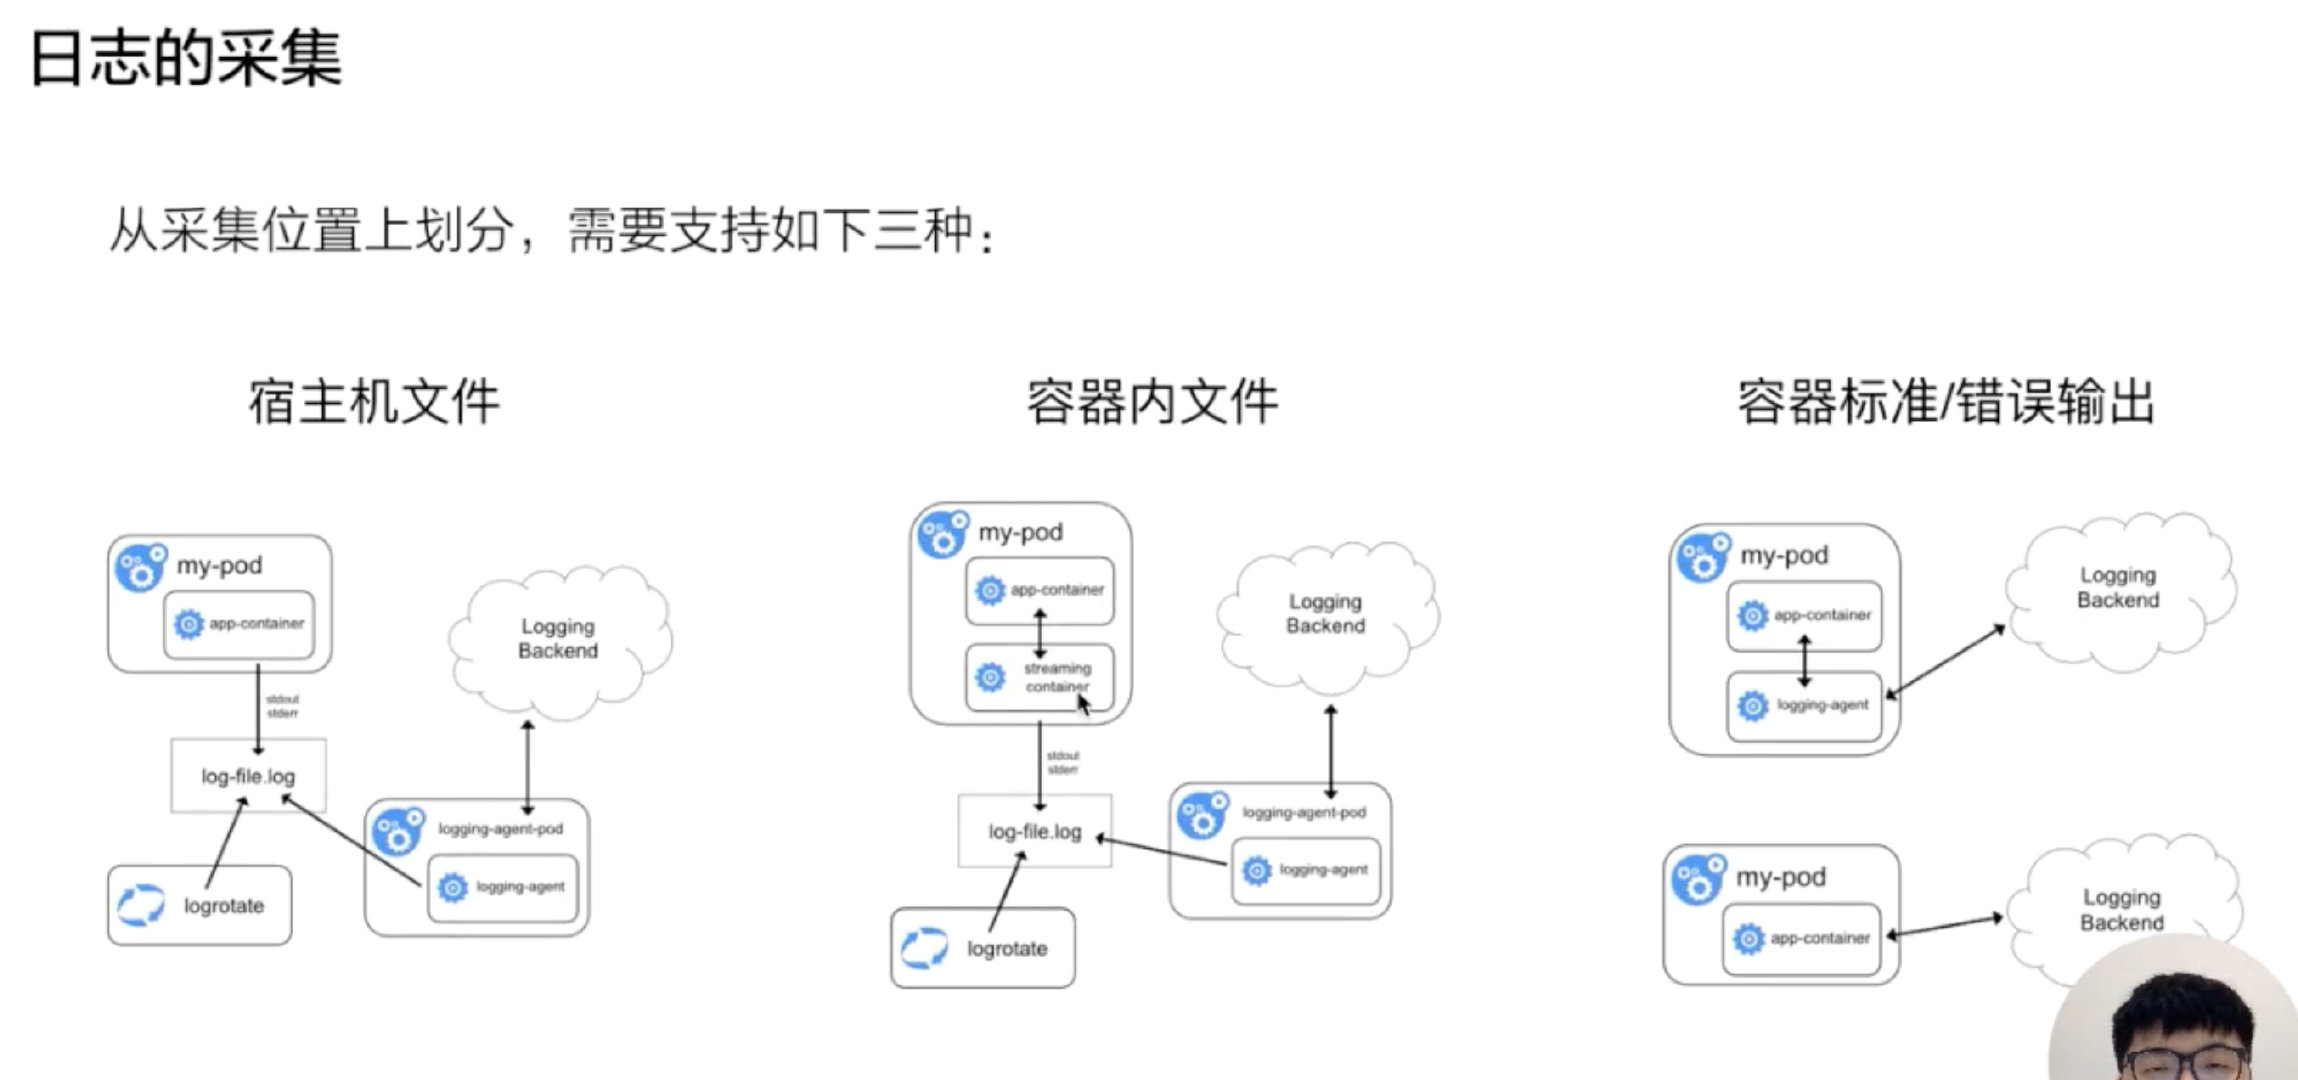 日志的采集
从采集位置上划分，需要支持如下三种：
宿主机文件
my-pod
app-container
stdout
stderr
log-file.log
logrotate
Logging
Backend
logging-agent-pod
logging-agent
容器内文件
my-pod
app-container
streaming
container
stdout
stderr
log-file.log
logrotate
Logging
Backend
logging-agent-pod
logging-agent
容器标准/错误输出
my-pod
app-container
logging-agent
Logging
Backend
my-pod
app-container
Logging
Backend